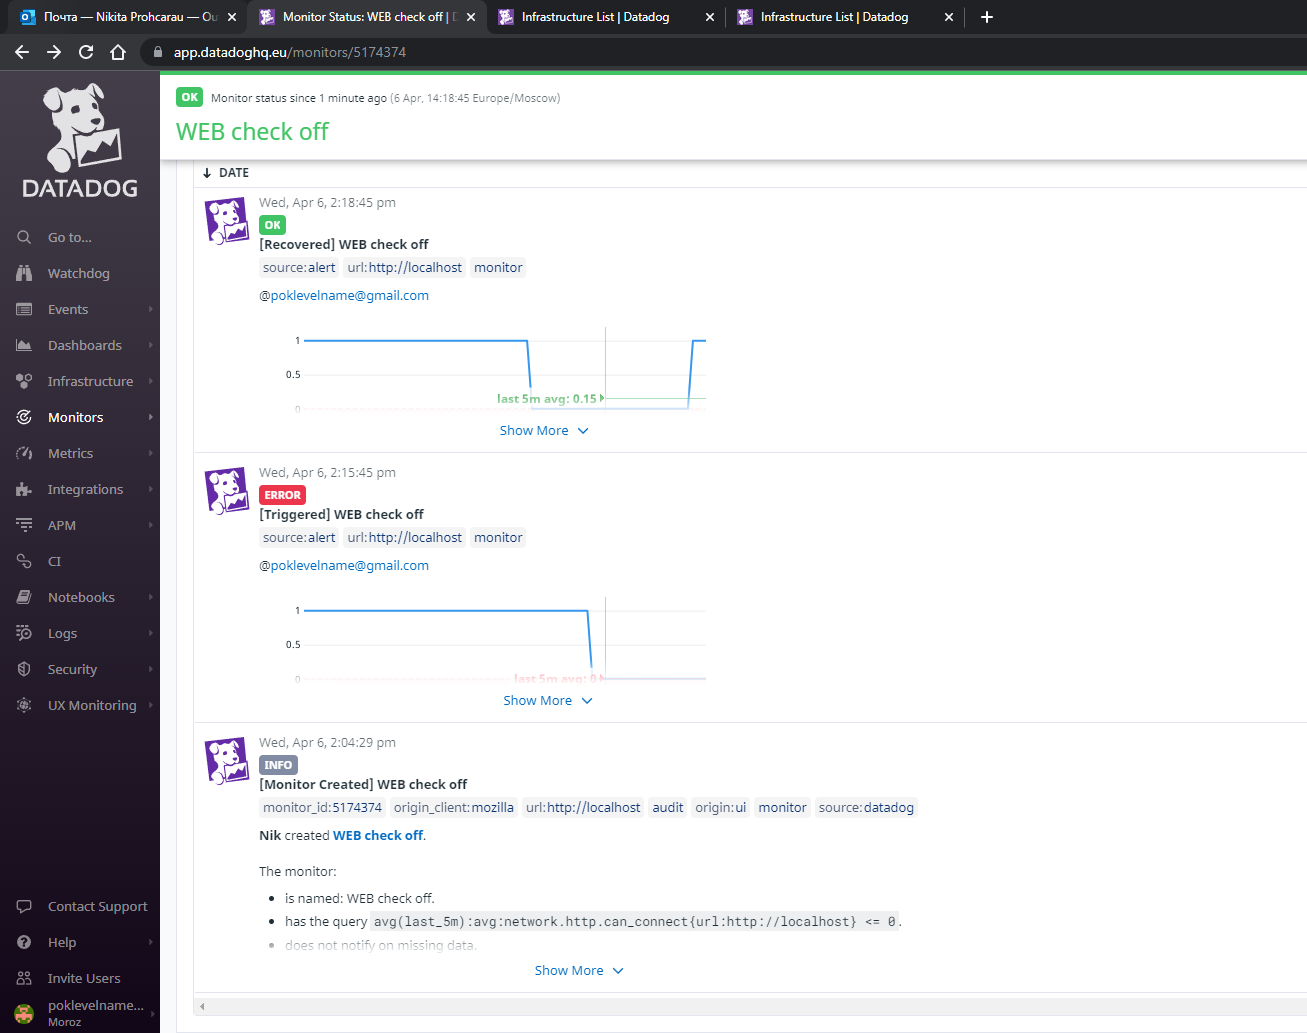 Почта — Nikita Prohcarau — Ou
Monitor Status: WEB check off | D
Infrastructure List | Datadog
Infrastructure List | Datadog
app.datadoghq.eu/monitors/5174374
DATADOG
Go to...
Watchdog
Events
Dashboards
Infrastructure
Monitors
Metrics
Integrations
APM
CI
Notebooks
Logs
Security
UX Monitoring
Contact Support
Help
Invite Users
poklevelname...
Moroz
OK Monitor status since 1 minute ago (6 Apr, 14:18:45 Europe/Moscow)
WEB check off
↓ DATE
Wed, Apr 6, 2:18:45 pm
OK
[Recovered] WEB check off
source:alert url:http://localhost monitor
@poklevelname@gmail.com
1
0.5
last 5m avg: 0.15
0
Show More
Wed, Apr 6, 2:15:45 pm
ERROR
[Triggered] WEB check off
source:alert url:http://localhost monitor
@poklevelname@gmail.com
1
0.5
last 5m avg: 0
0
Show More
Wed, Apr 6, 2:04:29 pm
INFO
[Monitor Created] WEB check off
monitor_id:5174374 origin_client:mozilla url:http://localhost audit origin:ui monitor source:datadog
Nik created WEB check off.
The monitor:
• is named: WEB check off.
• has the query avg(last_5m):avg:network.http.can_connect{url:http://localhost} <= 0.
• does not notify on missing data.
Show More